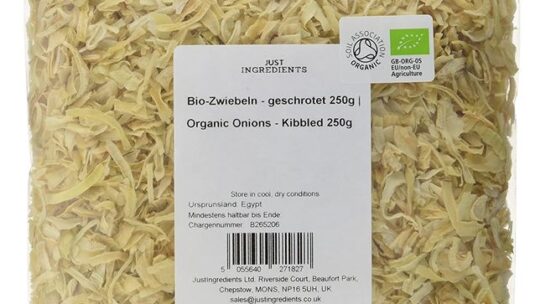 JUST
INGREDIENTS
SOIL ASSOCIATION
ORGANIC
GB-ORG-05
EU/non-EU
Agriculture
Bio-Zwiebeln - geschrotet 250g |
Organic Onions - Kibbled 250g
Store in cool, dry conditions.
Ursprunsland: Egypt
Mindestens haltbar bis Ende
Chargennummer: B265206
5 055640 271827
JustIngredients Ltd. Riverside Court, Beaufort Park,
Chepstow, MONS, NP16 5UH, UK
sales@justingredients.co.uk